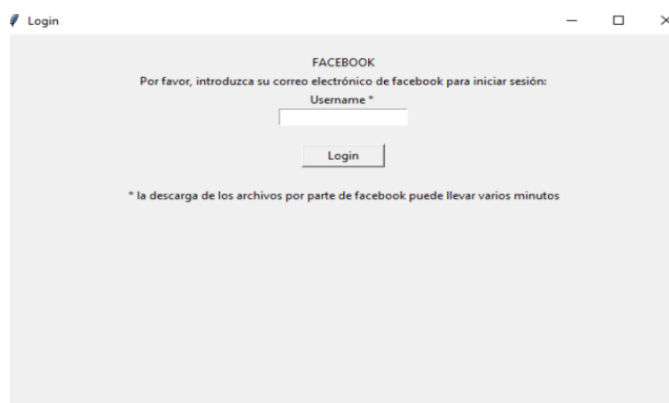 Login
FACEBOOK
Por favor, introduzca su correo electrónico de facebook para iniciar sesión:
Username *
Login
* la descarga de los archivos por parte de facebook puede llevar varios minutos